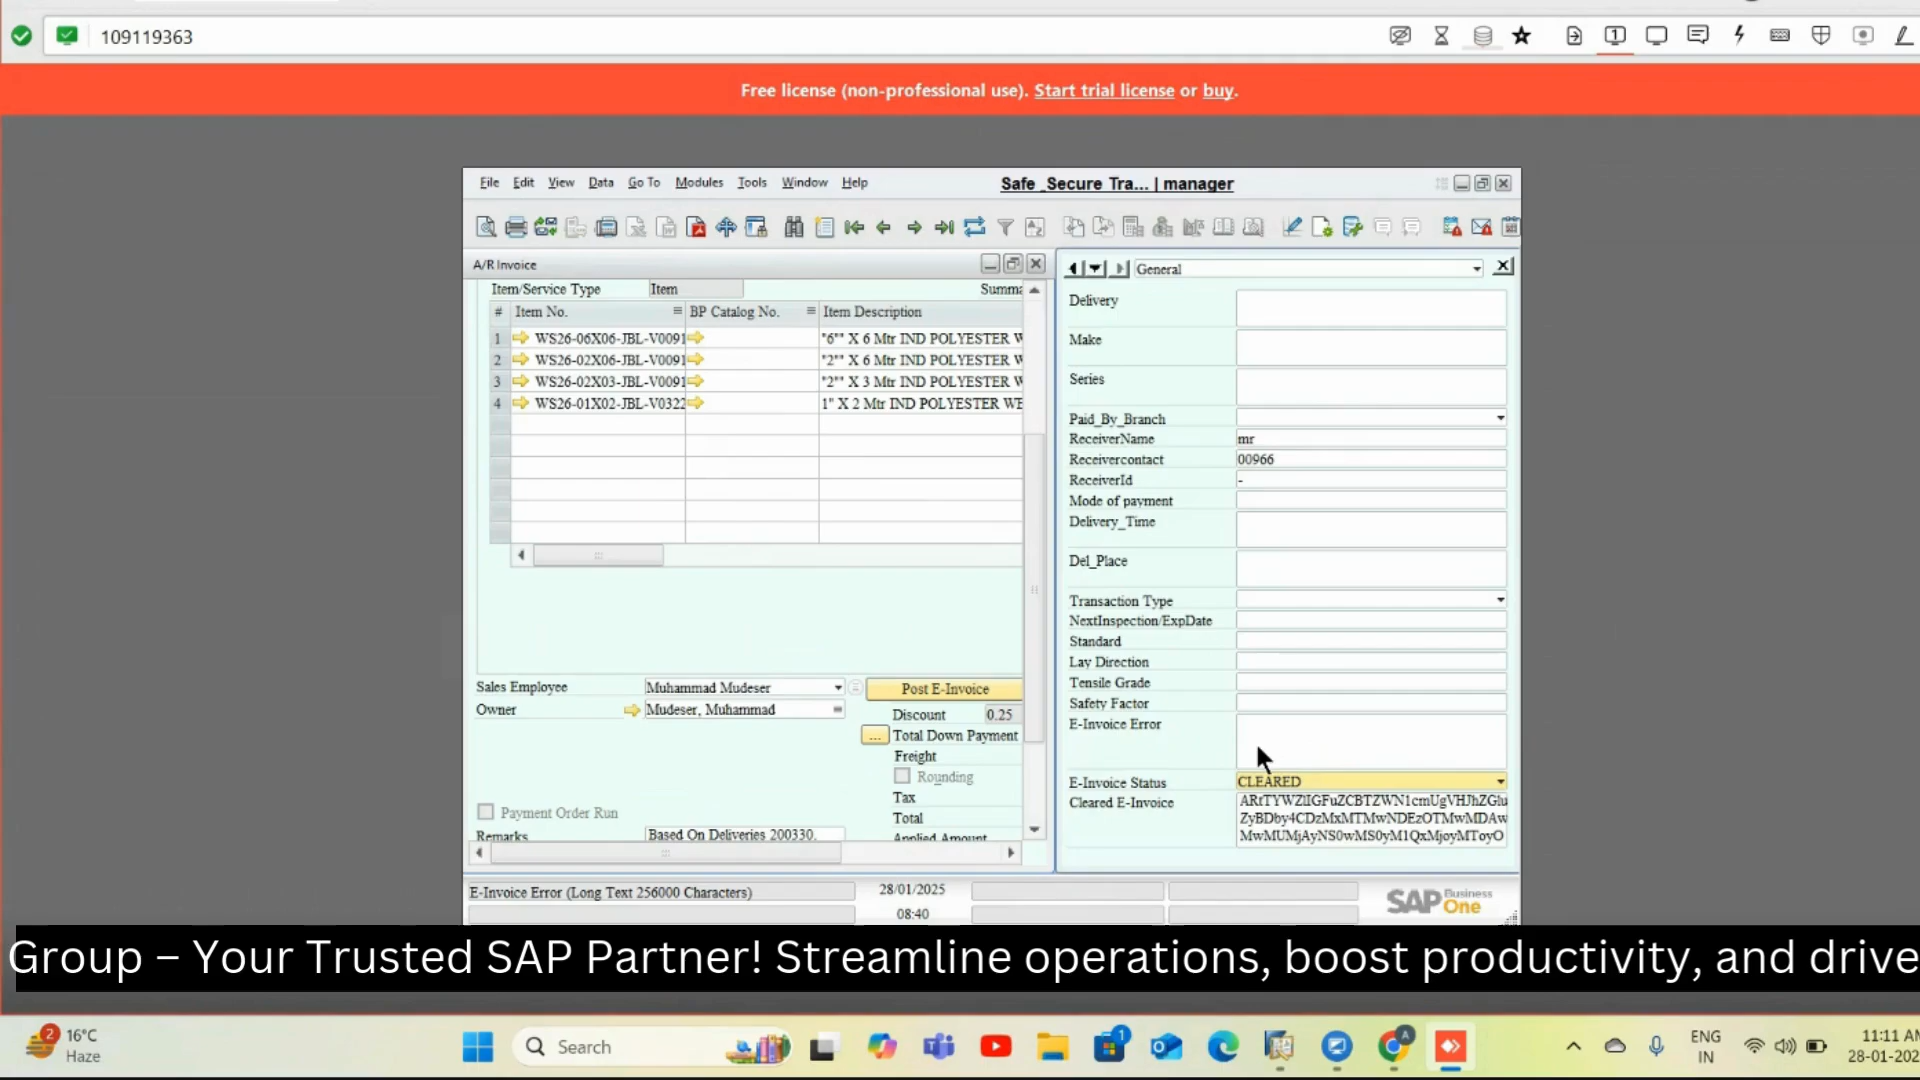 109119363
1
Free license (non-professional use). Start trial license or buy.
File Edit View Data Go To Modules Tools Window Help
Safe _Secure Tra... | manager
A/R Invoice
Item/Service Type Item Summa
# Item No. BP Catalog No. Item Description
1 WS26-06X06-JBL-V0091 "6"" X 6 Mtr IND POLYESTER W
2 WS26-02X06-JBL-V0091 "2"" X 6 Mtr IND POLYESTER W
3 WS26-02X03-JBL-V0091 "2"" X 3 Mtr IND POLYESTER W
4 WS26-01X02-JBL-V0322 1" X 2 Mtr IND POLYESTER WE
Sales Employee Muhammad Mudeser
Owner Mudeser, Muhammad
Post E-Invoice
Discount 0.25
... Total Down Payment
Freight
Rounding
Tax
Total
Applied Amount
Payment Order Run
Remarks Based On Deliveries 200330.
General
Delivery
Make
Series
Paid_By_Branch
ReceiverName mr
Receivercontact 00966
ReceiverId -
Mode of payment
Delivery_Time
Del_Place
Transaction Type
NextInspection/ExpDate
Standard
Lay Direction
Tensile Grade
Safety Factor
E-Invoice Error
E-Invoice Status CLEARED
Cleared E-Invoice
ARtTYWZlIGFuZCBTZWN1cmUgVHJhZGlu
ZyBDby4CDzMxMTMwNDEzOTMwMDAw
MwMUMjAyNS0wMS0yM1QxMjoyMToyO
E-Invoice Error (Long Text 256000 Characters)
28/01/2025
08:40
SAP Business One
Group – Your Trusted SAP Partner! Streamline operations, boost productivity, and drive
2
16°C
Haze
Search
1
A
ENG
IN
11:11 AM
28-01-202